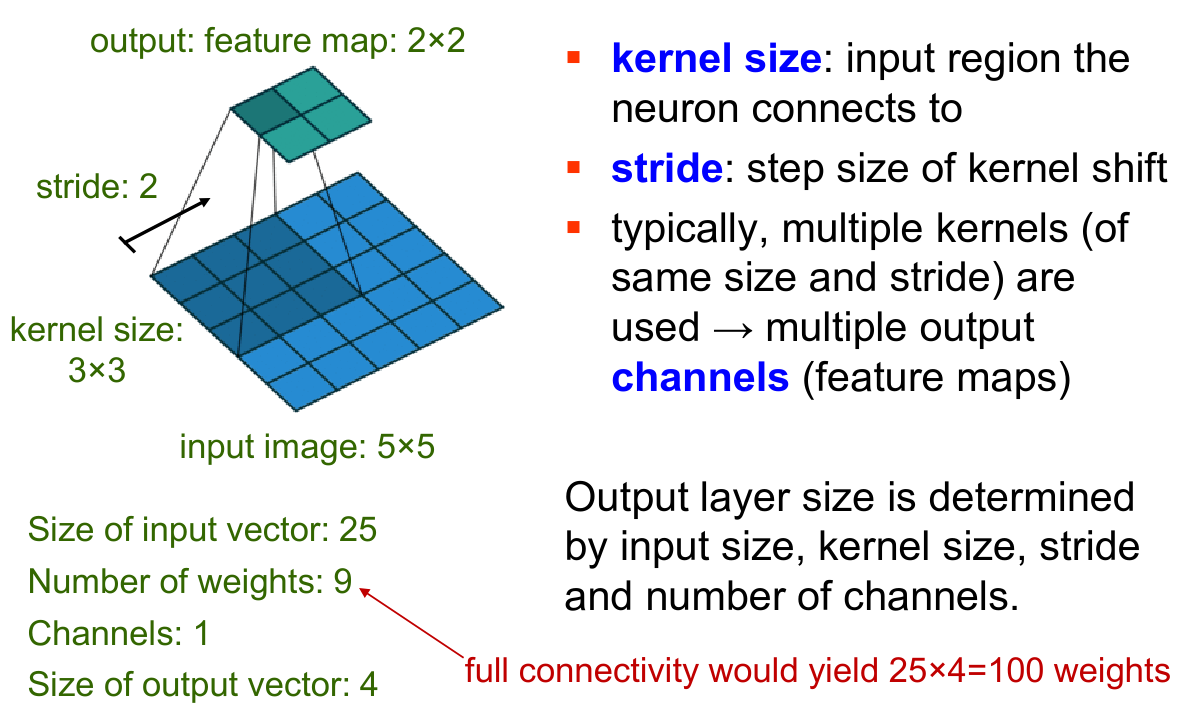 output: feature map: 2×2
stride: 2
kernel size:
3×3
input image: 5×5
Size of input vector: 25
Number of weights: 9
Channels: 1
Size of output vector: 4
▪ kernel size: input region the
neuron connects to
▪ stride: step size of kernel shift
▪ typically, multiple kernels (of
same size and stride) are
used → multiple output
channels (feature maps)
Output layer size is determined
by input size, kernel size, stride
and number of channels.
full connectivity would yield 25×4=100 weights